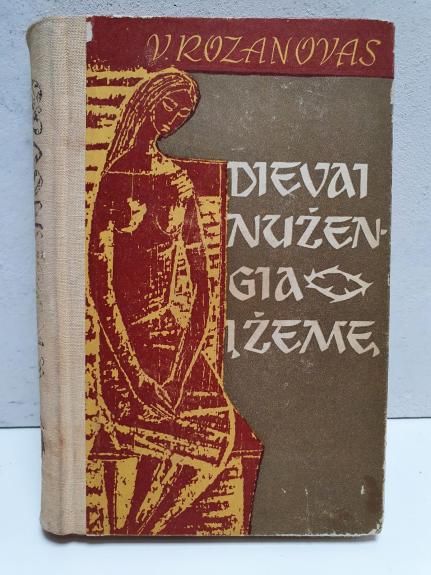 V. ROZANOVAS
DIEVAI
NUŽEN-
GIA
Į ŽEMĘ